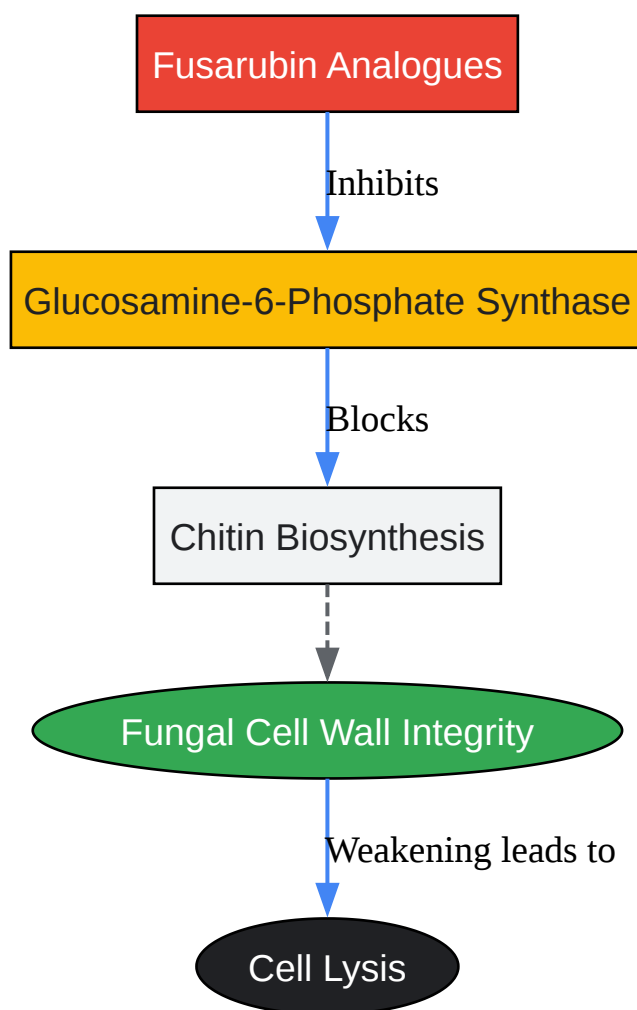 Fusarubin Analogues
Inhibits
Glucosamine-6-Phosphate Synthase
Blocks
Chitin Biosynthesis
Fungal Cell Wall Integrity
Weakening leads to
Cell Lysis